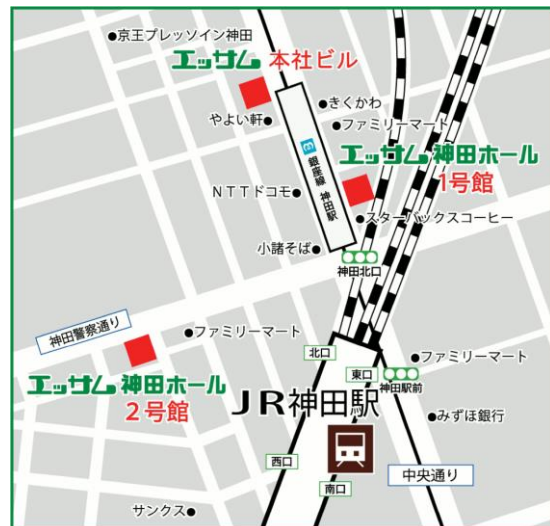 京王プレッソイン神田
エッサム 本社ビル
きくかわ
やよい軒
ファミリーマート
銀座線 神田駅
エッサム 神田ホール
1号館
NTTドコモ
スターバックスコーヒー
小諸そば
神田北口
神田警察通り
ファミリーマート
北口
東口
ファミリーマート
神田駅前
エッサム 神田ホール
2号館
JR神田駅
みずほ銀行
西口
中央通り
南口
サンクス